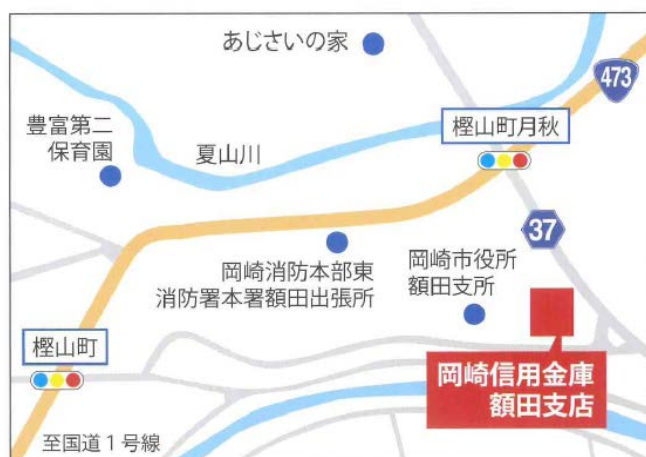 あじさいの家
473
樫山町月秋
豊富第二
保育園
夏山川
37
岡崎消防本部東
消防署本署額田出張所
岡崎市役所
額田支所
樫山町
岡崎信用金庫
額田支店
至国道1号線